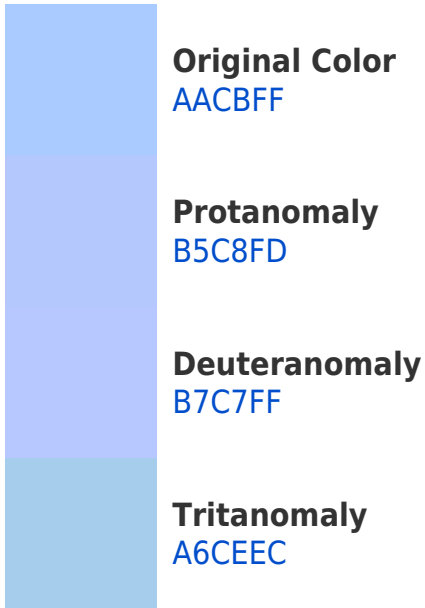 Original Color
AACBFF
Protanomaly
B5C8FD
Deuteranomaly
B7C7FF
Tritanomaly
A6CEEC